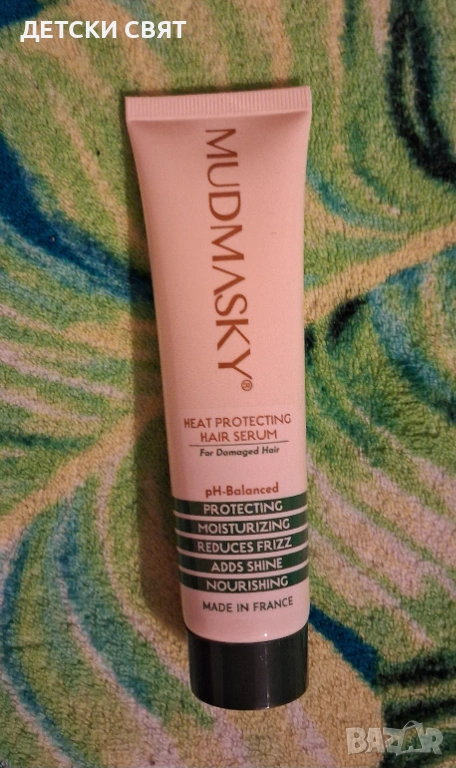 ДЕТСКИ СВЯТ
MUDMASKY®
HEAT PROTECTING
HAIR SERUM
For Damaged Hair
pH-Balanced
PROTECTING
MOISTURIZING
REDUCES FRIZZ
ADDS SHINE
NOURISHING
MADE IN FRANCE
BAZAR